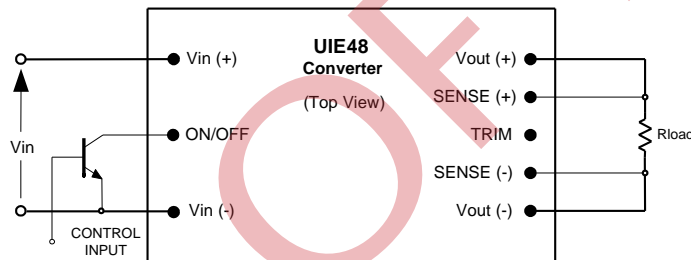 UIE48
Converter
(Top View)
Vin (+)
ON/OFF
Vin (-)
Vout (+)
SENSE (+)
TRIM
SENSE (-)
Vout (-)
Vin
CONTROL
INPUT
Rload